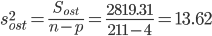 s²ost = Sost / (n − p) = 2819.31 / (211 − 4) = 13.62